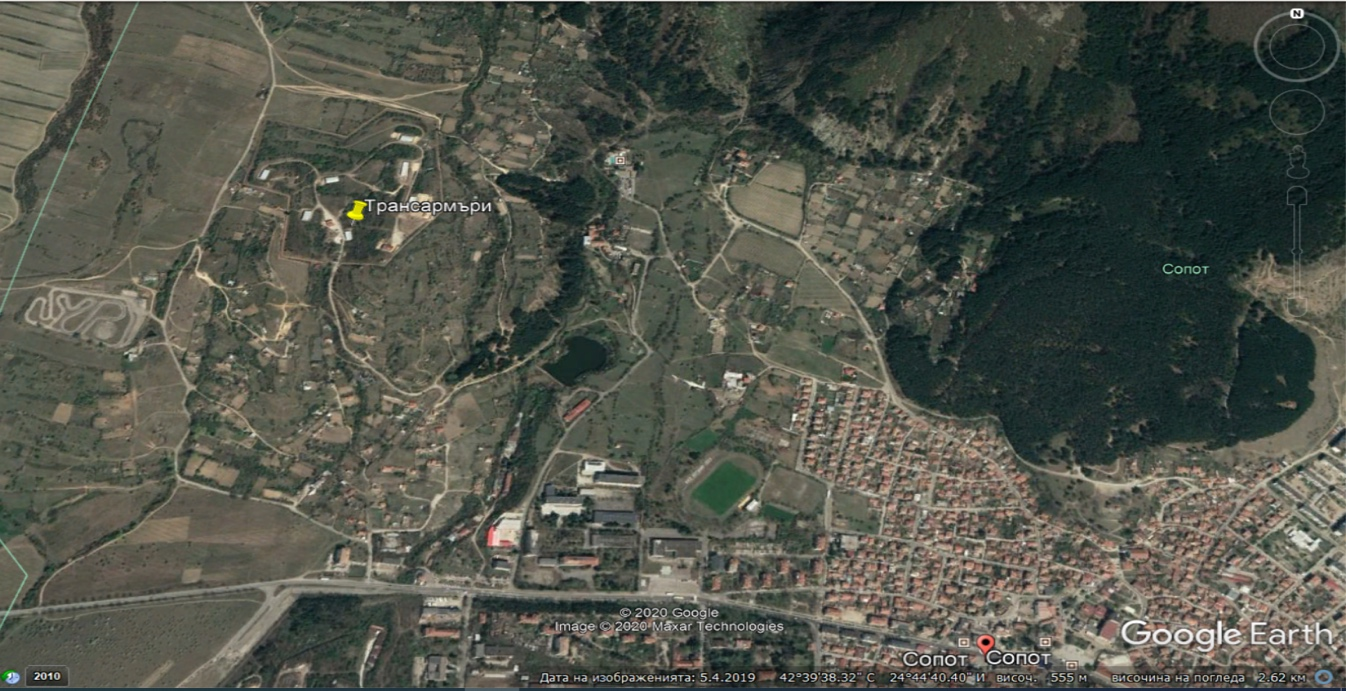 N
Трансармъри
Сопот
© 2020 Google
Image © 2020 Maxar Technologies
Google Earth
Сопот Сопот
2010
Дата на изображенията: 5.4.2019 42°39'38.32" С 24°44'40.40" И височ. 555 м височина на погледа 2.62 км